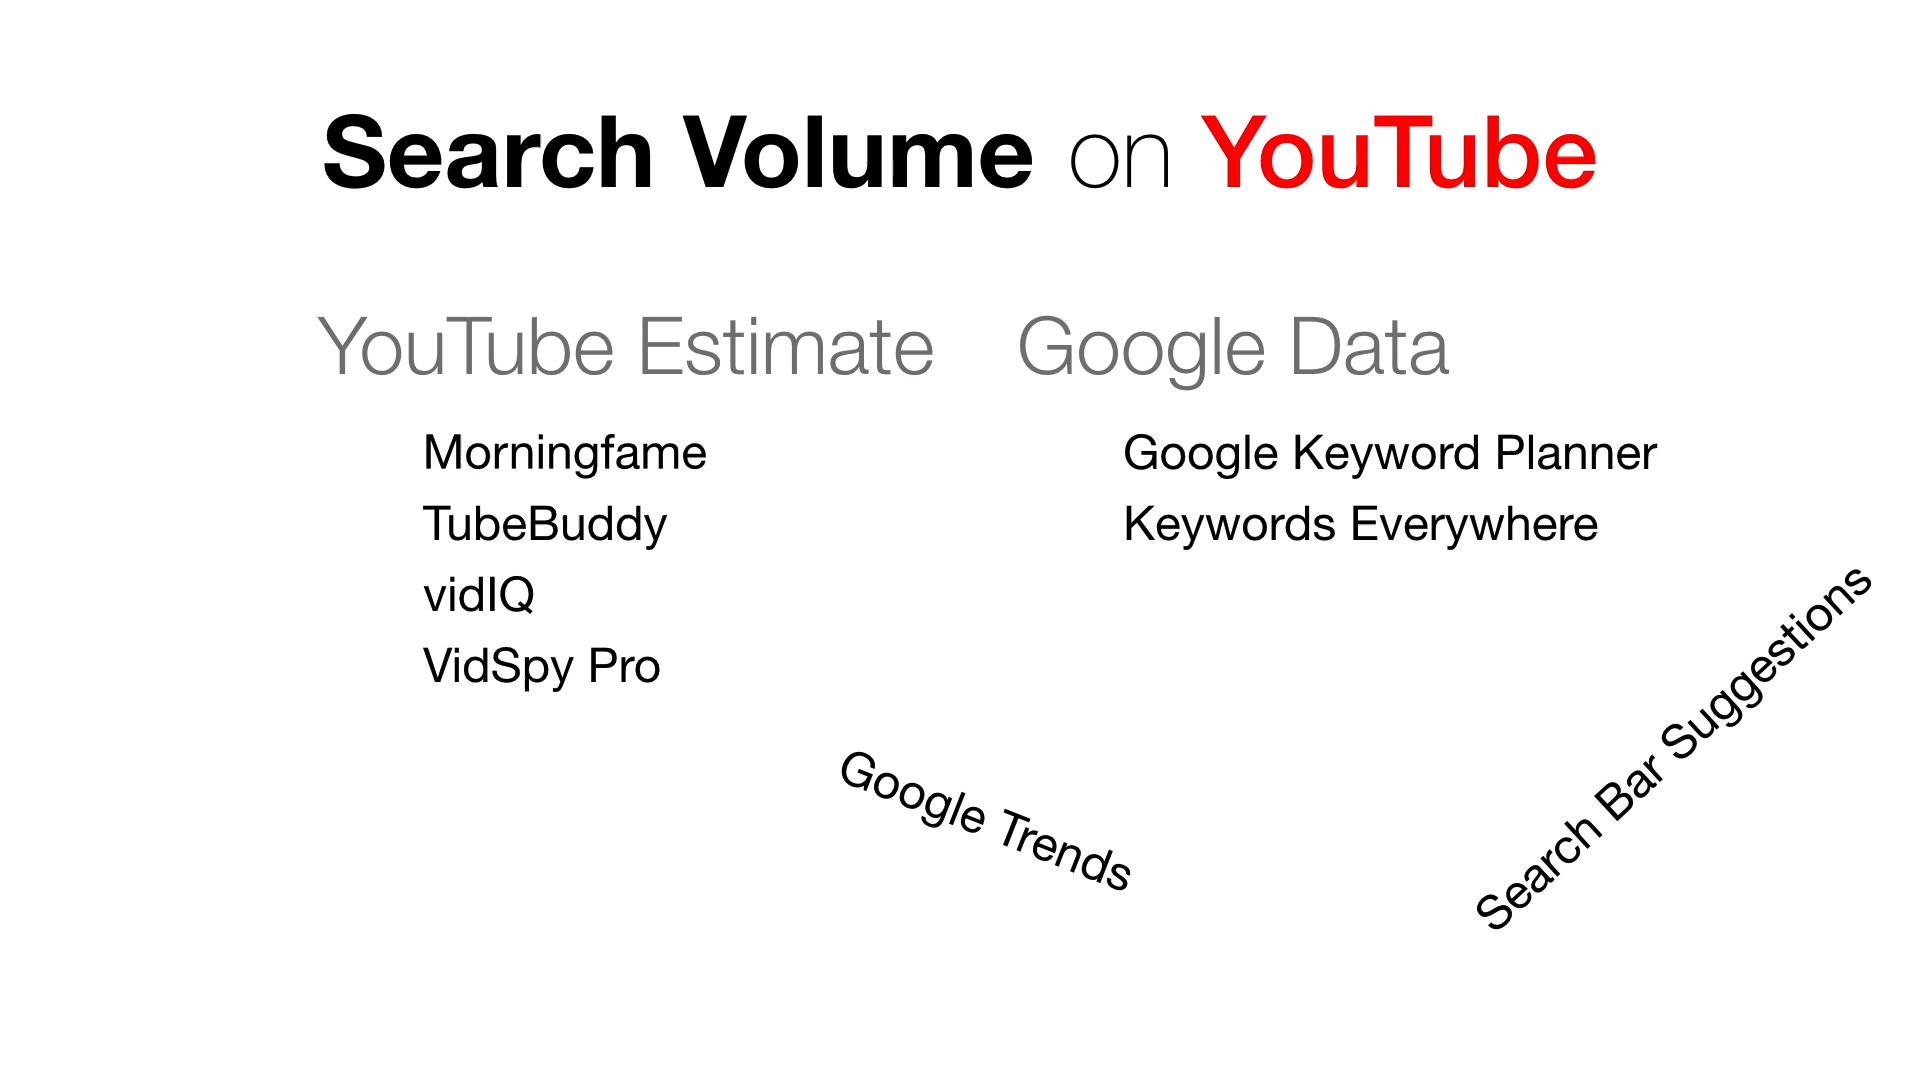 Search Volume on YouTube
YouTube Estimate
Morningfame
TubeBuddy
vidIQ
VidSpy Pro
Google Data
Google Keyword Planner
Keywords Everywhere
Google Trends
Search Bar Suggestions